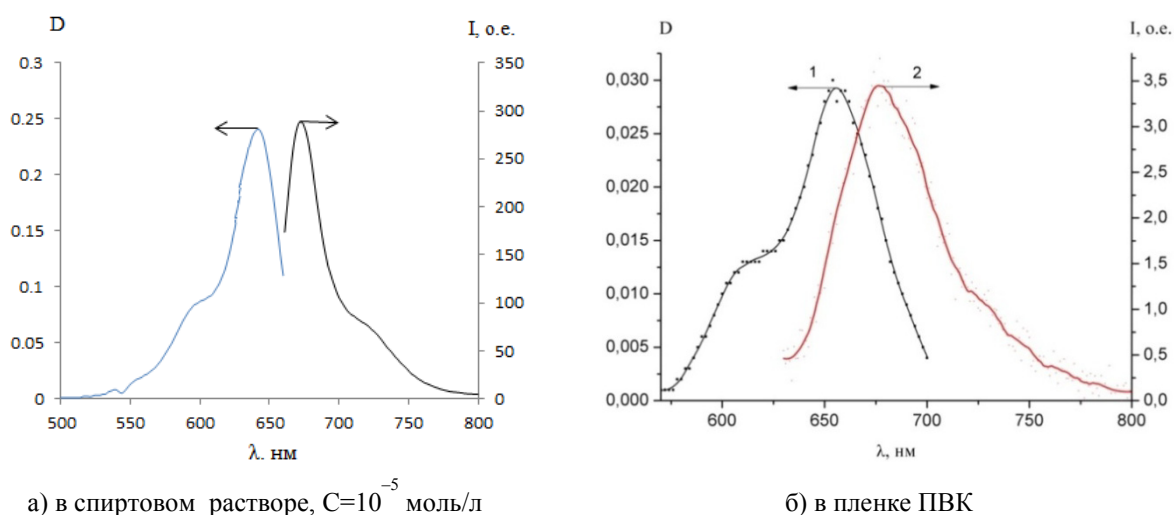 D I, о.е.
0.3 350
0.25 300
0.2 250
0.15 200
0.1 150
0.05 100
0 50
0
500 550 600 650 700 750 800
λ. нм
а) в спиртовом растворе, С=10⁻⁵ моль/л
D I, о.е.
1 2
0,030 3,5
0,025 3,0
0,020 2,5
0,015 2,0
0,010 1,5
0,005 1,0
0,000 0,5
0,0
600 650 700 750 800
λ, нм
б) в пленке ПВК